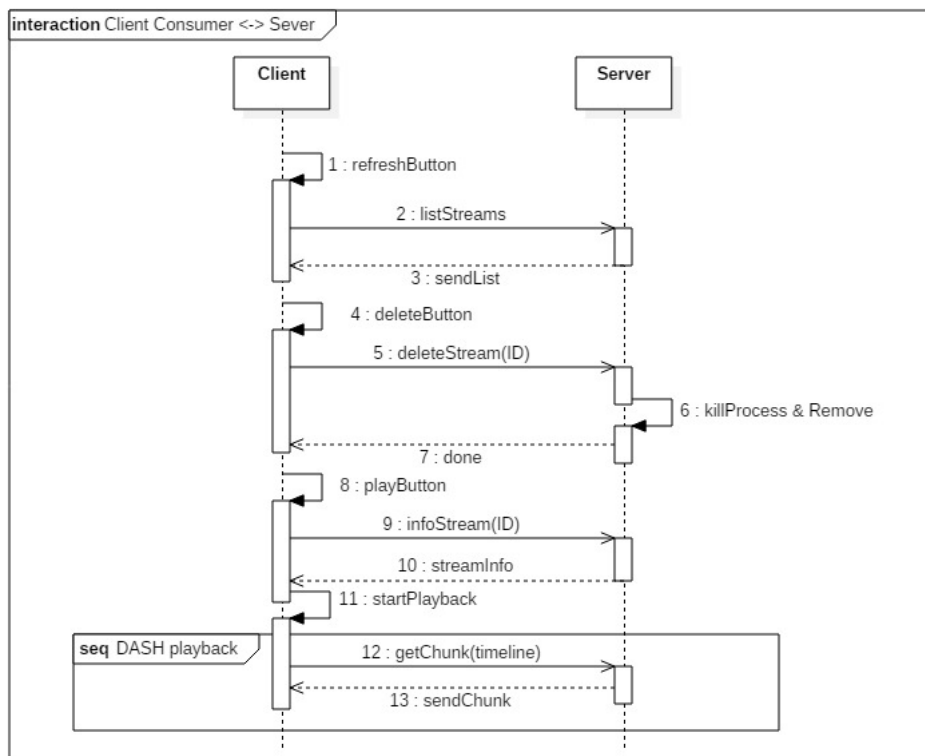 interaction Client Consumer <-> Sever
Client
Server
1 : refreshButton
2 : listStreams
3 : sendList
4 : deleteButton
5 : deleteStream(ID)
6 : killProcess & Remove
7 : done
8 : playButton
9 : infoStream(ID)
10 : streamInfo
11 : startPlayback
seq DASH playback
12 : getChunk(timeline)
13 : sendChunk